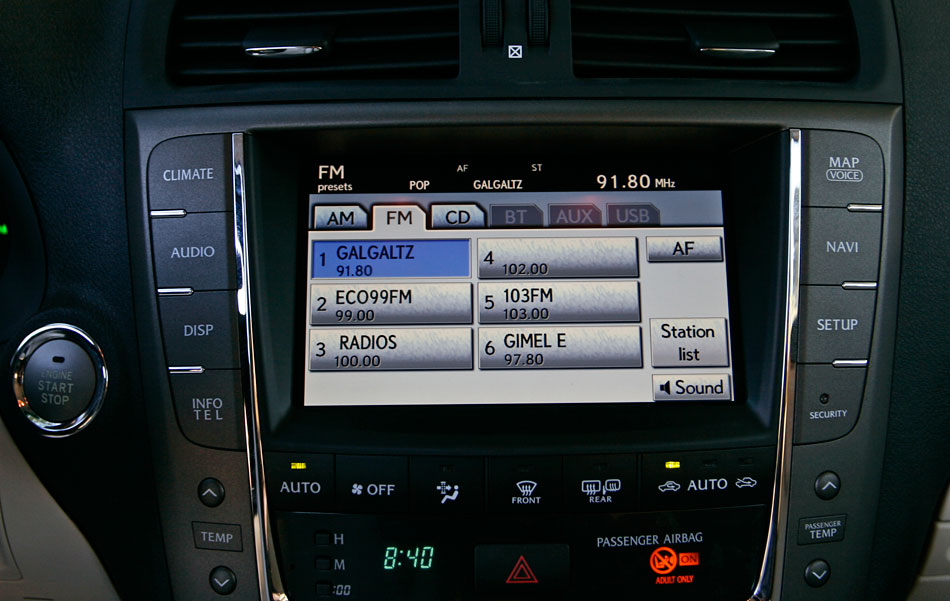 CLIMATE
AUDIO
DISP
INFO
TEL
ENGINE
START
STOP
FM
presets
POP
AF
GALGALTZ
ST
91.80 MHz
AM
FM
CD
BT
AUX
USB
1 GALGALTZ
91.80
4
102.00
AF
2 ECO99FM
99.00
5 103FM
103.00
3 RADIOS
100.00
6 GIMEL E
97.80
Station
list
Sound
MAP
VOICE
NAVI
SETUP
SECURITY
AUTO
OFF
FRONT
REAR
AUTO
TEMP
H
M
:00
8:40
PASSENGER AIRBAG
ON
ADULT ONLY
PASSENGER
TEMP